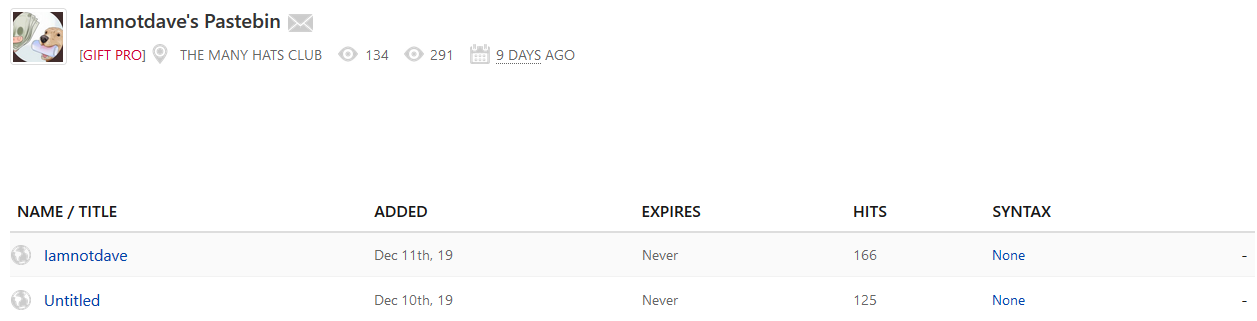 Iamnotdave's Pastebin
[GIFT PRO] THE MANY HATS CLUB 134 291 9 DAYS AGO
NAME / TITLE ADDED EXPIRES HITS SYNTAX
Iamnotdave Dec 11th, 19 Never 166 None -
Untitled Dec 10th, 19 Never 125 None -